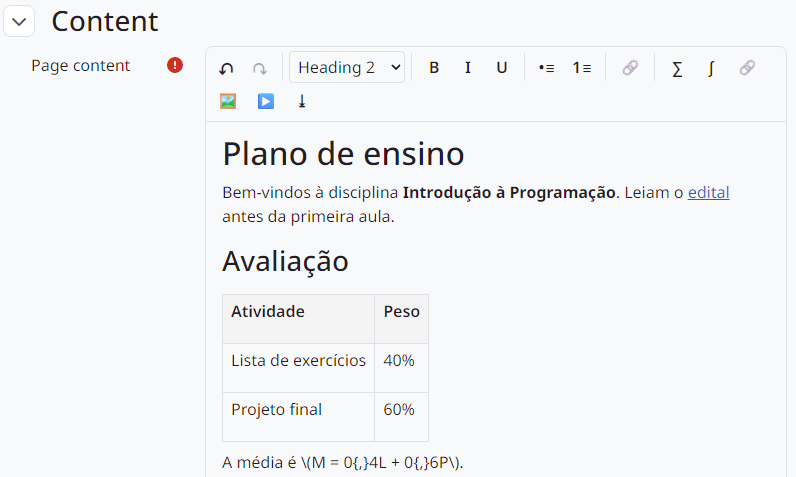 Content
Page content
Heading 2
B I U
1
∑ ∫
Plano de ensino
Bem-vindos à disciplina Introdução à Programação. Leiam o edital
antes da primeira aula.
Avaliação
Atividade Peso
Lista de exercícios 40%
Projeto final 60%
A média é \(M = 0{,}4L + 0{,}6P\).